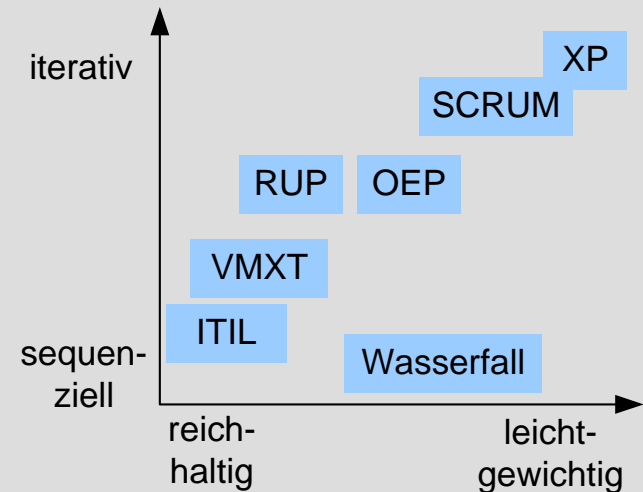 iterativ
XP
SCRUM
RUP
OEP
VMXT
ITIL
Wasserfall
sequen-
ziell
reich-
haltig
leicht-
gewichtig